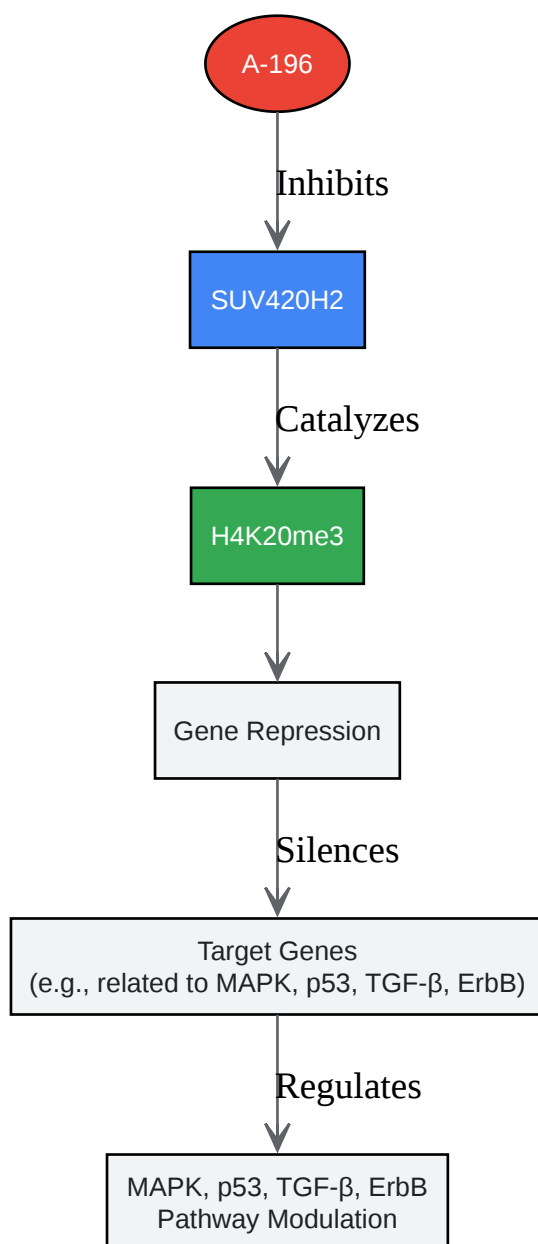 A-196
Inhibits
SUV420H2
Catalyzes
H4K20me3
Gene Repression
Silences
Target Genes
(e.g., related to MAPK, p53, TGF-β, ErbB)
Regulates
MAPK, p53, TGF-β, ErbB
Pathway Modulation